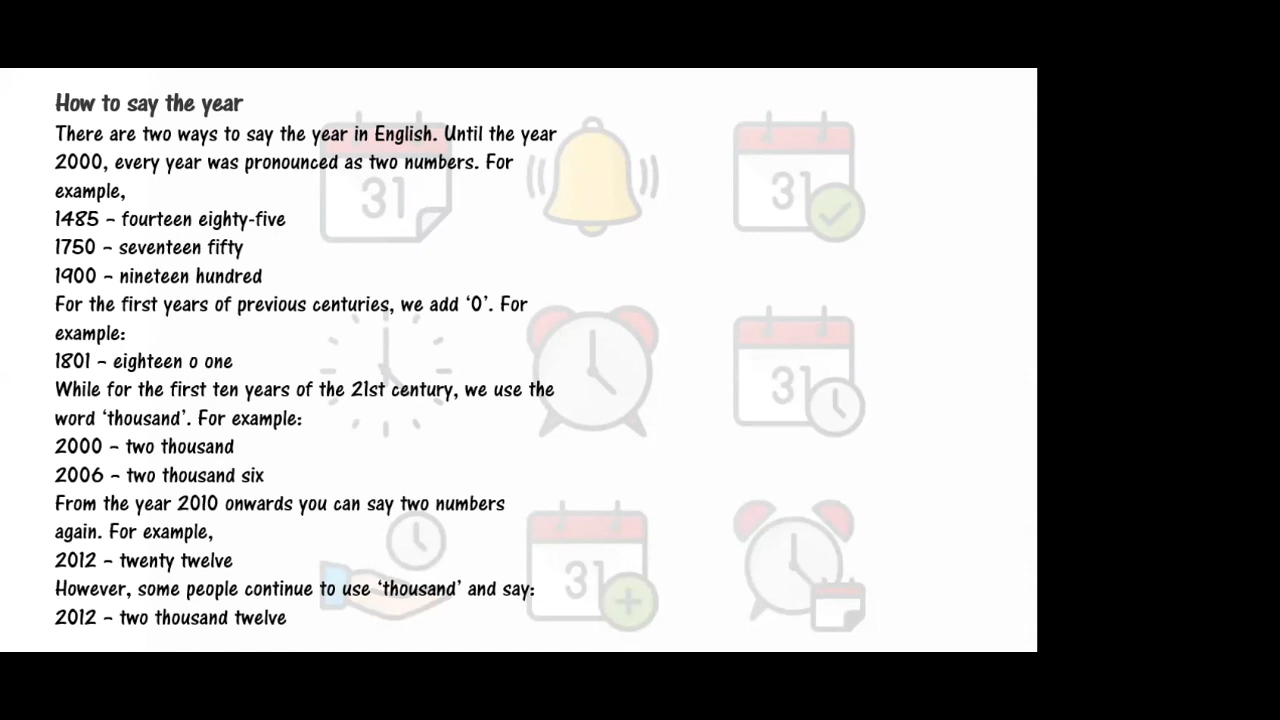 How to say the year
There are two ways to say the year in English. Until the year
2000, every year was pronounced as two numbers. For
example,
1485 – fourteen eighty-five
1750 – seventeen fifty
1900 – nineteen hundred
For the first years of previous centuries, we add ‘0’. For
example:
1801 – eighteen o one
While for the first ten years of the 21st century, we use the
word ‘thousand’. For example:
2000 – two thousand
2006 – two thousand six
From the year 2010 onwards you can say two numbers
again. For example,
2012 – twenty twelve
However, some people continue to use ‘thousand’ and say:
2012 – two thousand twelve
31
31
31
31